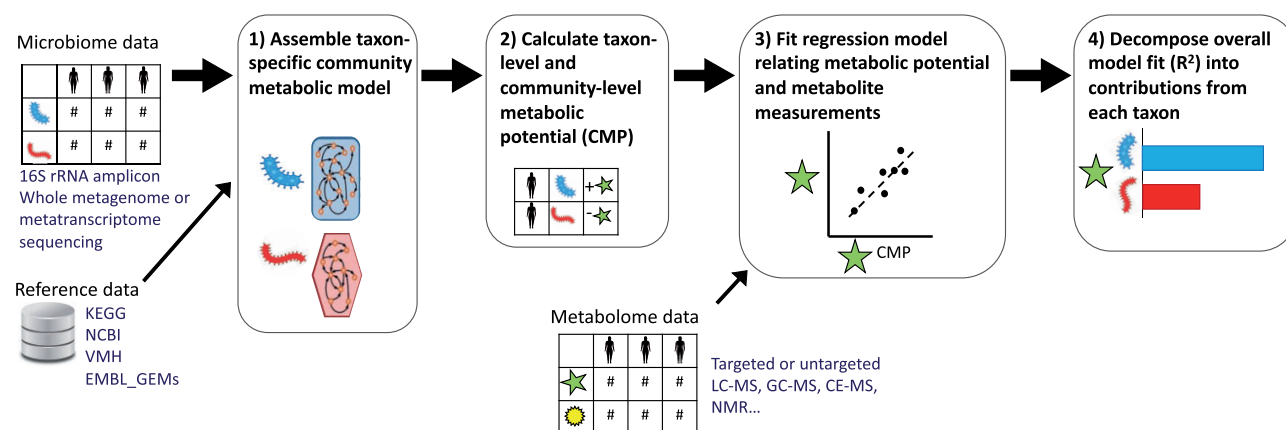 Microbiome data
# # #
# # #
16S rRNA amplicon
Whole metagenome or
metatranscriptome
sequencing
Reference data
KEGG
NCBI
VMH
EMBL_GEMs
1) Assemble taxon-
specific community
metabolic model
2) Calculate taxon-
level and
community-level
metabolic
potential (CMP)
+
-
3) Fit regression model
relating metabolic potential
and metabolite
measurements
CMP
Metabolome data
# # #
# # #
Targeted or untargeted
LC-MS, GC-MS, CE-MS,
NMR…
4) Decompose overall
model fit (R²) into
contributions from
each taxon